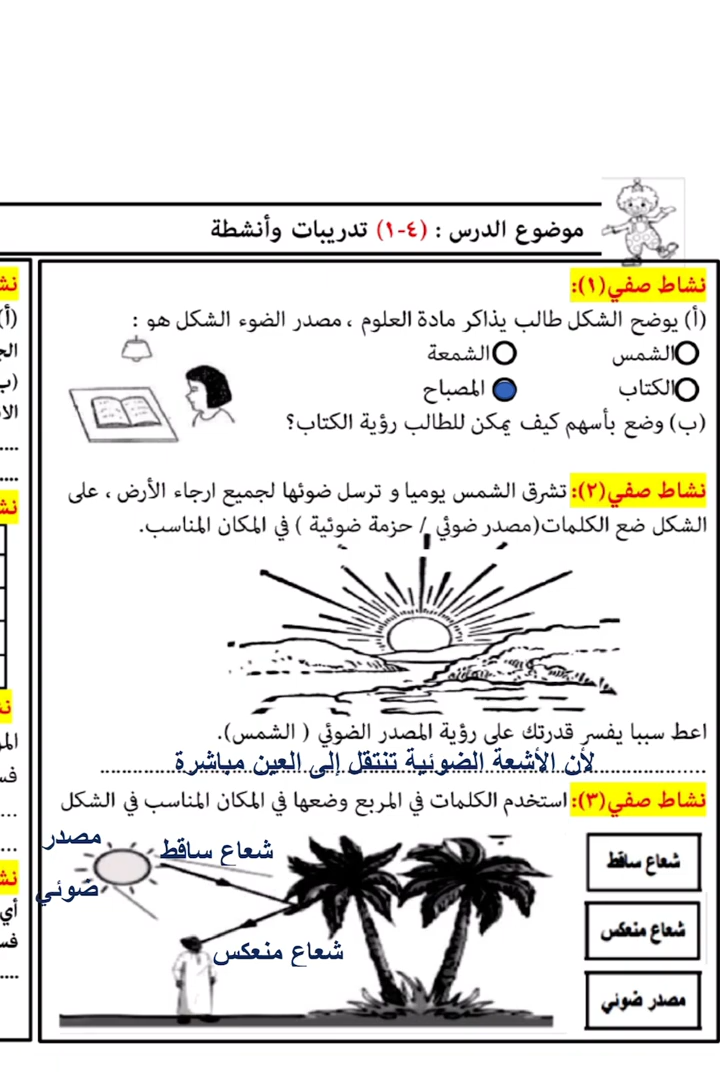 موضوع الدرس : (٤-١) تدريبات وأنشطة
نشاط صفي(١):
(أ) يوضح الشكل طالب يذاكر مادة العلوم ، مصدر الضوء الشكل هو :
الشمس
الشمعة
الكتاب
المصباح
(ب) وضع بأسهم كيف يمكن للطالب ر�ية الكتاب؟
نشاط صفي(٢): تشرق الشمس يوميا و ترسل ضوئها لجميع ارجاء الأرض ، على
الشكل ضع الكلمات(مصدر ضوئي / حزمة ضوئية ) في المكان المناسب.
اعط سببا يفسر قدرتك على رؤية المصدر الضوئي ( الشمس).
لأن الأشعة الضوئية تنتقل إلى العين مباشرة
نشاط صفي(٣): استخدم الكلمات في المربع وضعها في المكان المناسب في الشكل
مصدر
ضوئي
شعاع ساقط
شعاع منعكس
شعاع ساقط
شعاع منعكس
مصدر ضوئي